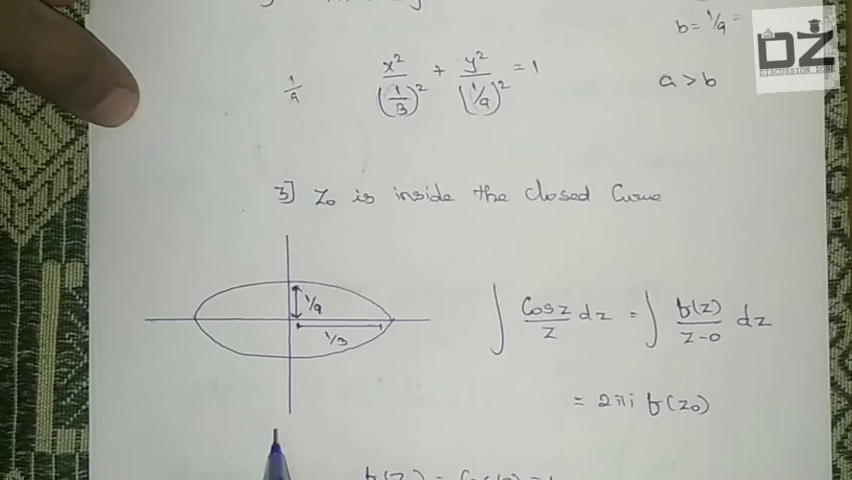 b = 1/9 =
1/9 x²/(1/3)² + y²/(1/9)² = 1
a > b
DZ
DISCUSSION ZONE
3] Z₀ is inside the closed Curve
1/9
1/3
∫ Cosz/z dz = ∫ f(z)/z-0 dz
= 2πi f(z₀)